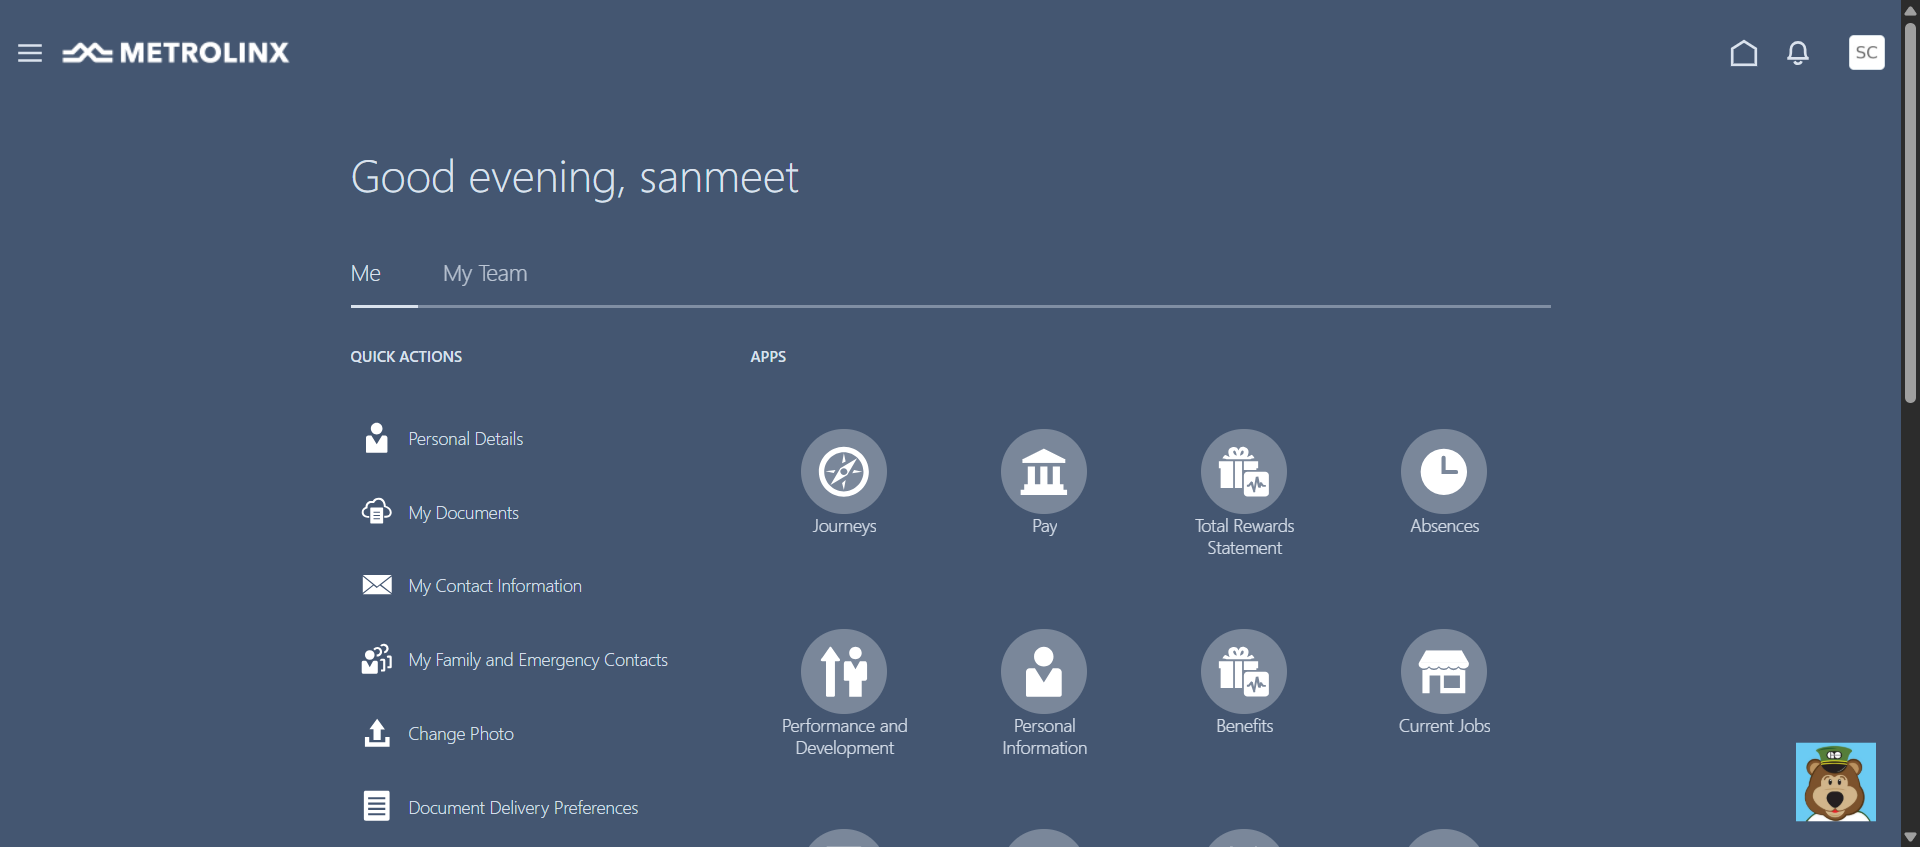 METROLINX
SC
Good evening, sanmeet
Me
My Team
QUICK ACTIONS
Personal Details
My Documents
My Contact Information
My Family and Emergency Contacts
Change Photo
Document Delivery Preferences
APPS
Journeys
Pay
Total Rewards
Statement
Absences
Performance and
Development
Personal
Information
Benefits
Current Jobs